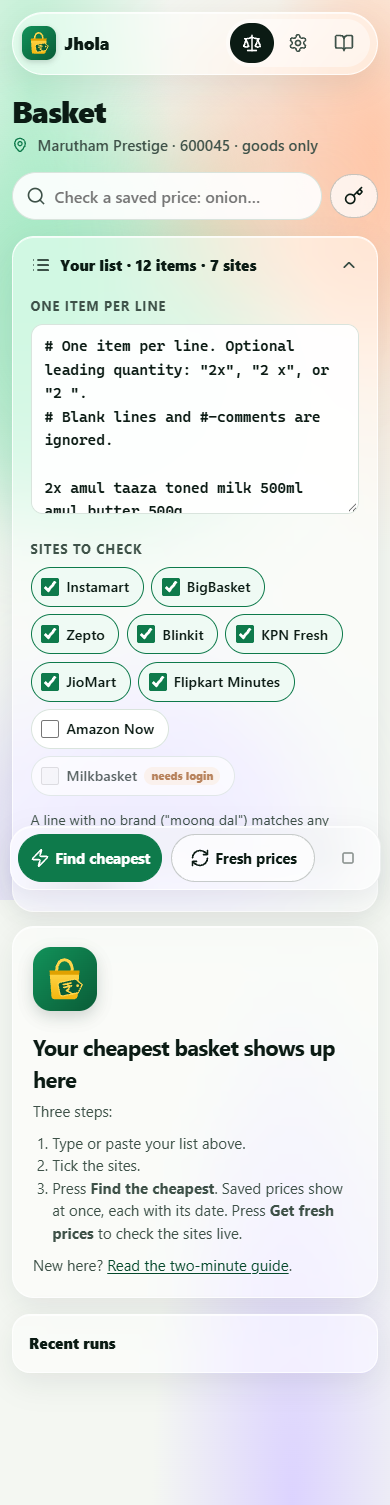 Jhola
Basket
Marutham Prestige · 600045 · goods only
Check a saved price: onion...
Your list · 12 items · 7 sites
ONE ITEM PER LINE
# One item per line. Optional
leading quantity: "2x", "2 x", or
"2 ".
# Blank lines and #-comments are
ignored.
2x amul taaza toned milk 500ml
amul butter 500g
SITES TO CHECK
Instamart
BigBasket
Zepto
Blinkit
KPN Fresh
JioMart
Flipkart Minutes
Amazon Now
Milkbasket needs login
A line with no brand ("moong dal") matches any
Find cheapest
Fresh prices
Your cheapest basket shows up
here
Three steps:
1. Type or paste your list above.
2. Tick the sites.
3. Press Find the cheapest. Saved prices show
at once, each with its date. Press Get fresh
prices to check the sites live.
New here? Read the two-minute guide.
Recent runs